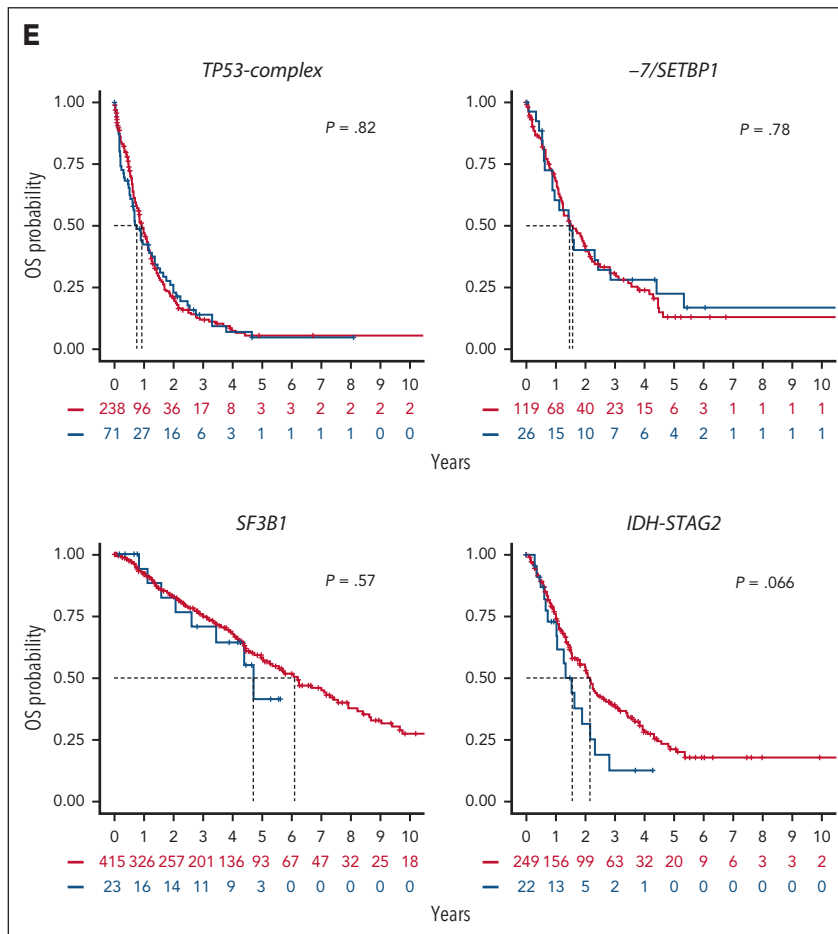 E
TP53-complex
1.00
0.75
0.50
0.25
0.00
OS probability
P = .82
0 1 2 3 4 5 6 7 8 9 10
238 96 36 17 8 3 3 2 2 2 2
71 27 16 6 3 1 1 1 1 0 0
–7/SETBP1
1.00
0.75
0.50
0.25
0.00
P = .78
0 1 2 3 4 5 6 7 8 9 10
119 68 40 23 15 6 3 1 1 1 1
26 15 10 7 6 4 2 1 1 1 1
Years
SF3B1
1.00
0.75
0.50
0.25
0.00
OS probability
P = .57
0 1 2 3 4 5 6 7 8 9 10
415 326 257 201 136 93 67 47 32 25 18
23 16 14 11 9 3 0 0 0 0 0
IDH-STAG2
1.00
0.75
0.50
0.25
0.00
P = .066
0 1 2 3 4 5 6 7 8 9 10
249 156 99 63 32 20 9 6 3 3 2
22 13 5 2 1 0 0 0 0 0 0
Years